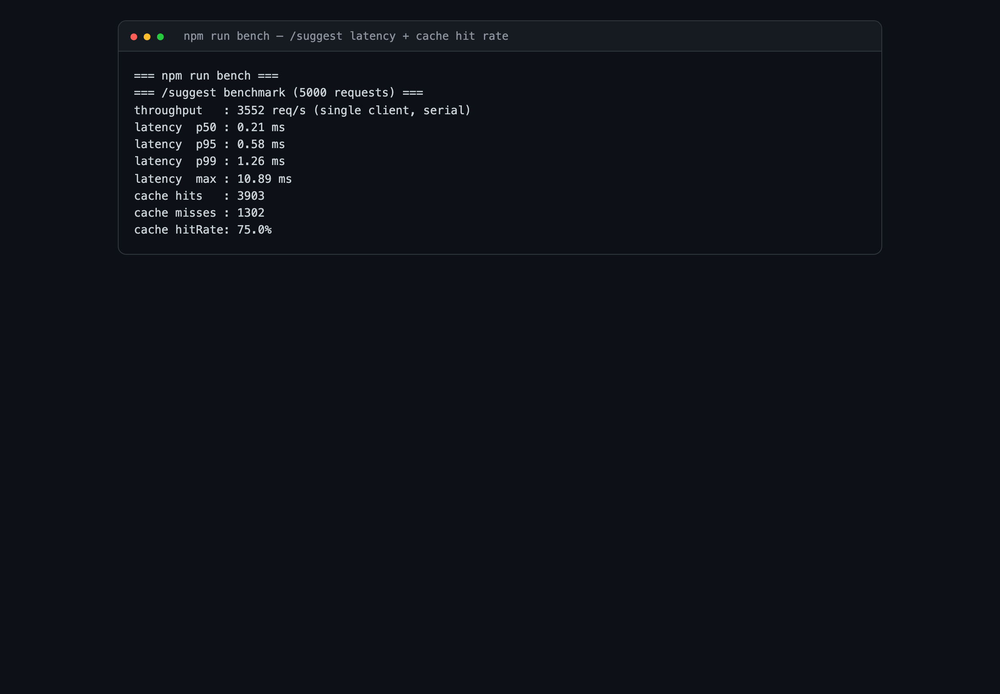 npm run bench — /suggest latency + cache hit rate
=== npm run bench ===
=== /suggest benchmark (5000 requests) ===
throughput   : 3552 req/s (single client, serial)
latency  p50 : 0.21 ms
latency  p95 : 0.58 ms
latency  p99 : 1.26 ms
latency  max : 10.89 ms
cache hits   : 3903
cache misses : 1302
cache hitRate: 75.0%